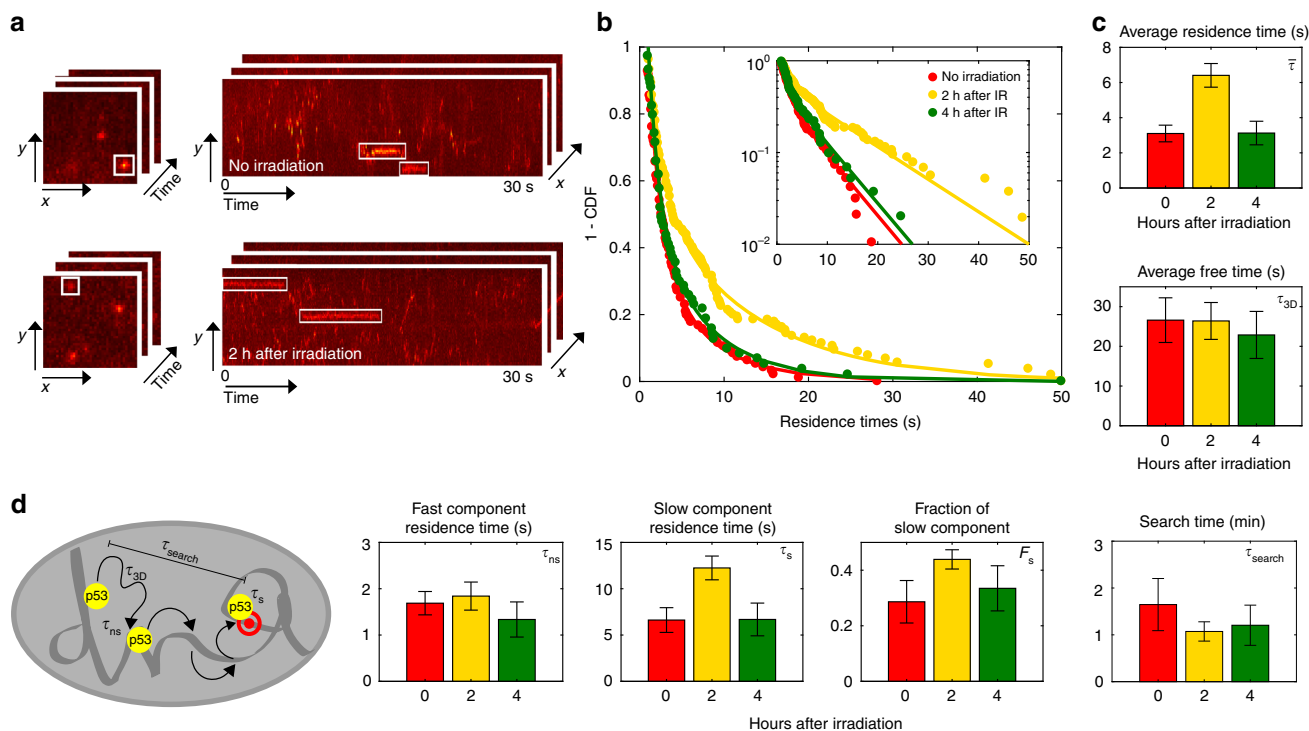 a
y
x
Time
No irradiation
y
0
30 s
Time
x
y
x
Time
2 h after irradiation
y
0
30 s
Time
x
b
1 - CDF
1
0.8
0.6
0.4
0.2
0
0
10
20
30
40
50
Residence times (s)
10⁰
10⁻¹
10⁻²
0
10
20
30
40
50
No irradiation
2 h after IR
4 h after IR
c
Average residence time (s)
τ̅
8
6
4
2
0
0 2 4
Hours after irradiation
Average free time (s)
τ3D
30
20
10
0
0 2 4
Hours after irradiation
d
τsearch
τ3D
p53
τns
p53
p53
τs
Fast component
residence time (s)
τns
3
2
1
0
0 2 4
Slow component
residence time (s)
τs
15
10
5
0
0 2 4
Fraction of
slow component
Fs
0.4
0.2
0.0
0 2 4
Hours after irradiation
Search time (min)
τsearch
3
2
1
0
0 2 4